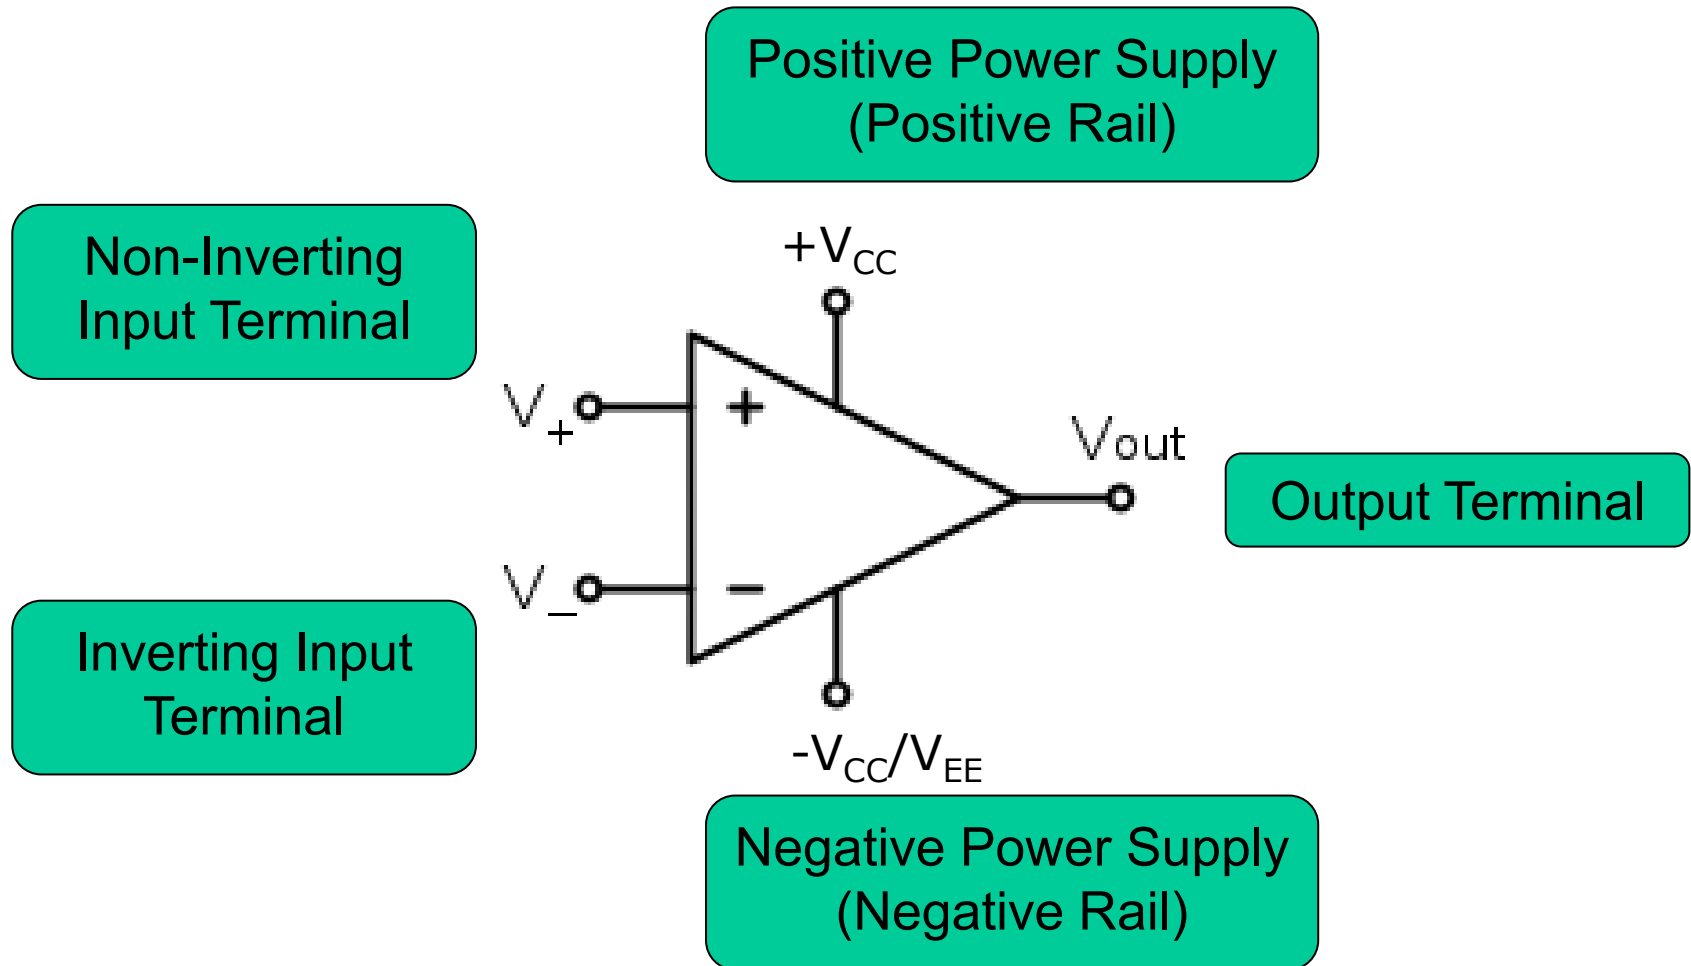 Positive Power Supply
(Positive Rail)
Non-Inverting
Input Terminal
+VCC
V+
+
Vout
Output Terminal
V−
−
Inverting Input
Terminal
-VCC/VEE
Negative Power Supply
(Negative Rail)